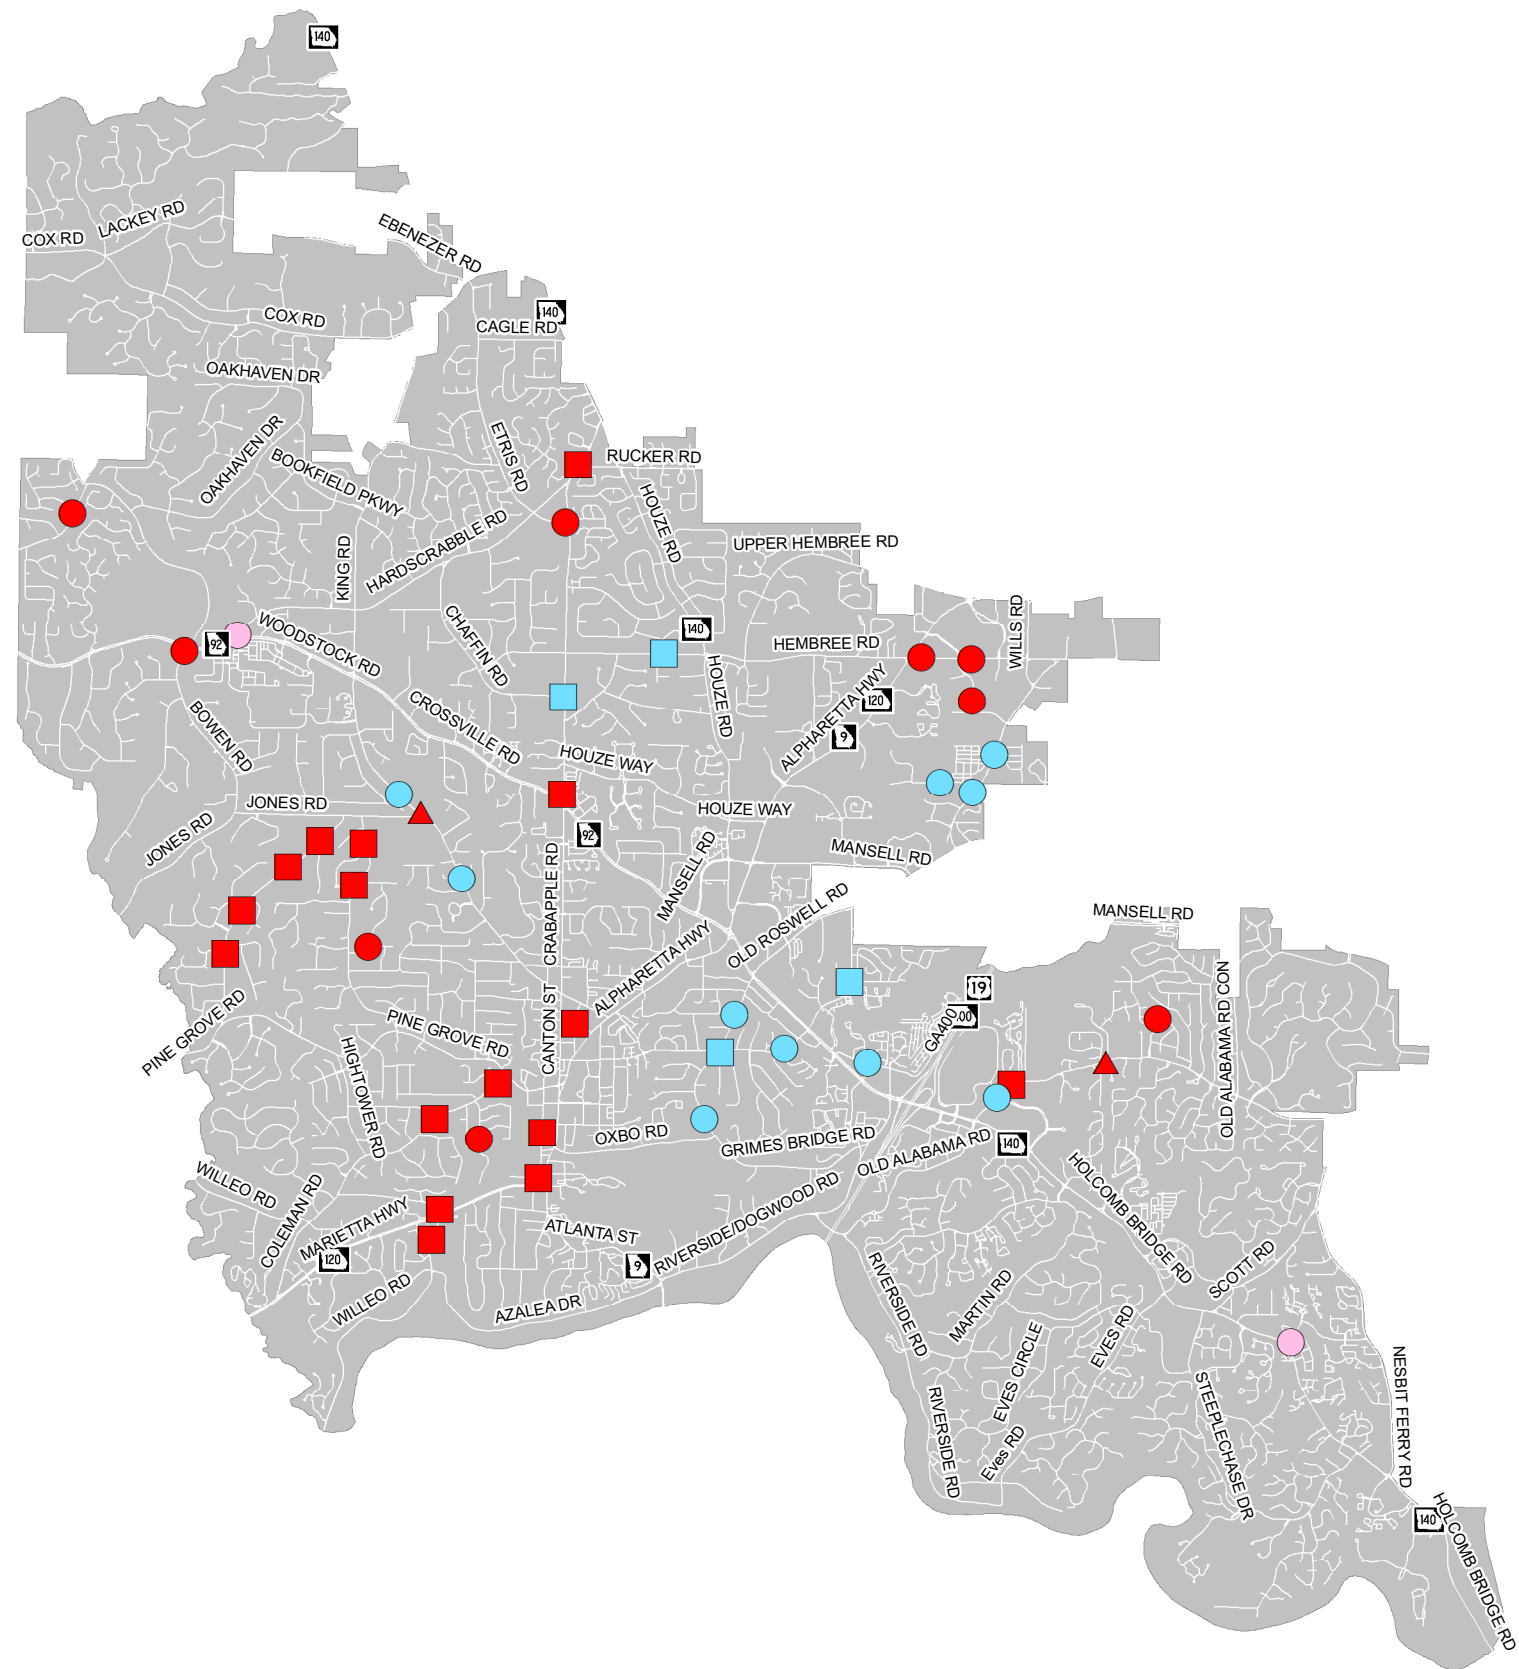 140
LACKEY RD
COX RD
EBENEZER RD
140
COX RD
CAGLE RD
OAKHAVEN DR
OAKHAVEN DR
ETRIS RD
RUCKER RD
BOOKFIELD PKWY
HOUZE RD
HARDSCRABBLE RD
UPPER HEMBREE RD
KING RD
WILLS RD
CHAFFIN RD
WOODSTOCK RD
92
140
HEMBREE RD
HOUZE RD
ALPHARETTA HWY
120
9
BOWEN RD
CROSSVILLE RD
HOUZE WAY
JONES RD
HOUZE WAY
JONES RD
92
MANSELL RD
MANSELL RD
CRABAPPLE RD
OLD ROSWELL RD
MANSELL RD
ALPHARETTA HWY
19
OLD ALABAMA RD CON
GA400
00
PINE GROVE RD
PINE GROVE RD
CANTON ST
HIGHTOWER RD
OXBO RD
GRIMES BRIDGE RD
OLD ALABAMA RD
140
WILLEO RD
COLEMAN RD
MARIETTA HWY
HOLCOMB BRIDGE RD
RIVERSIDE/DOGWOOD RD
ATLANTA ST
120
9
SCOTT RD
WILLEO RD
AZALEA DR
RIVERSIDE RD
MARTIN RD
EVES RD
EVES CIRCLE
NESBIT FERRY RD
STEEPLECHASE DR
RIVERSIDE RD
Eves RD
140
HOLCOMB BRIDGE RD